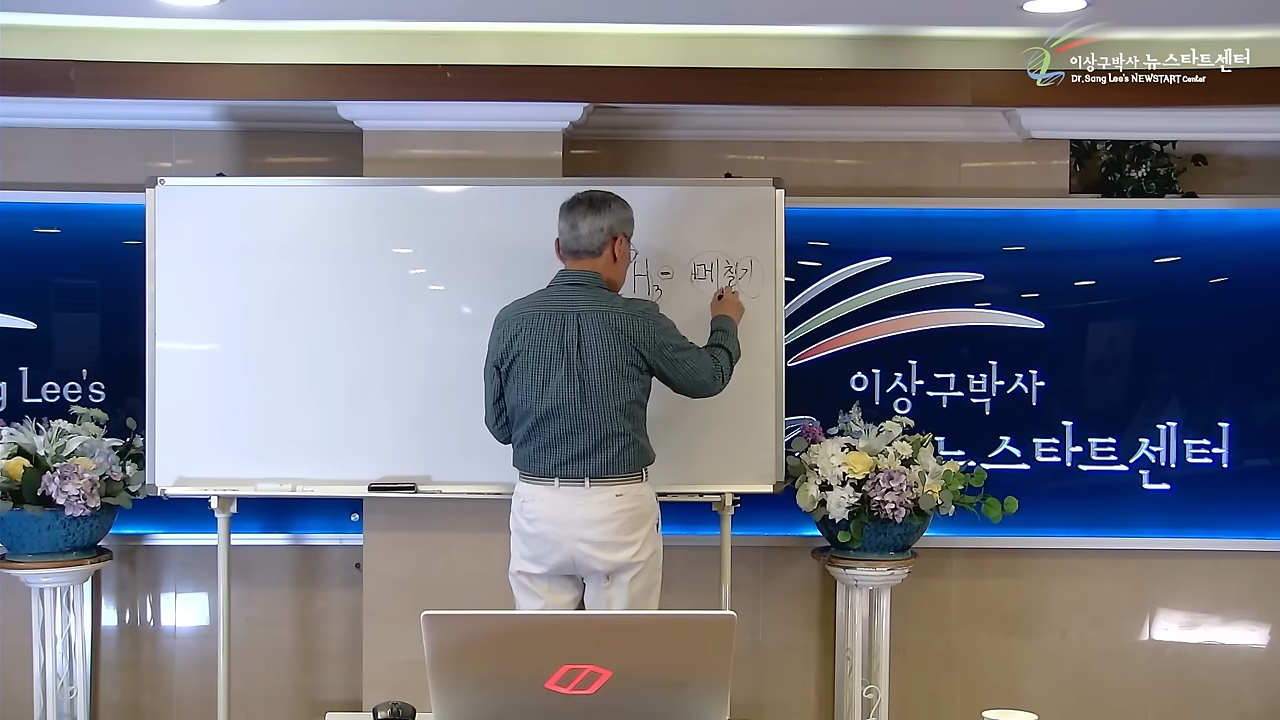 이상구박사 뉴스타트센터
Dr. Sang Lee's NEWSTART Center
H₃ = 메칠기
Lee's
이상구박사
뉴스타트센터